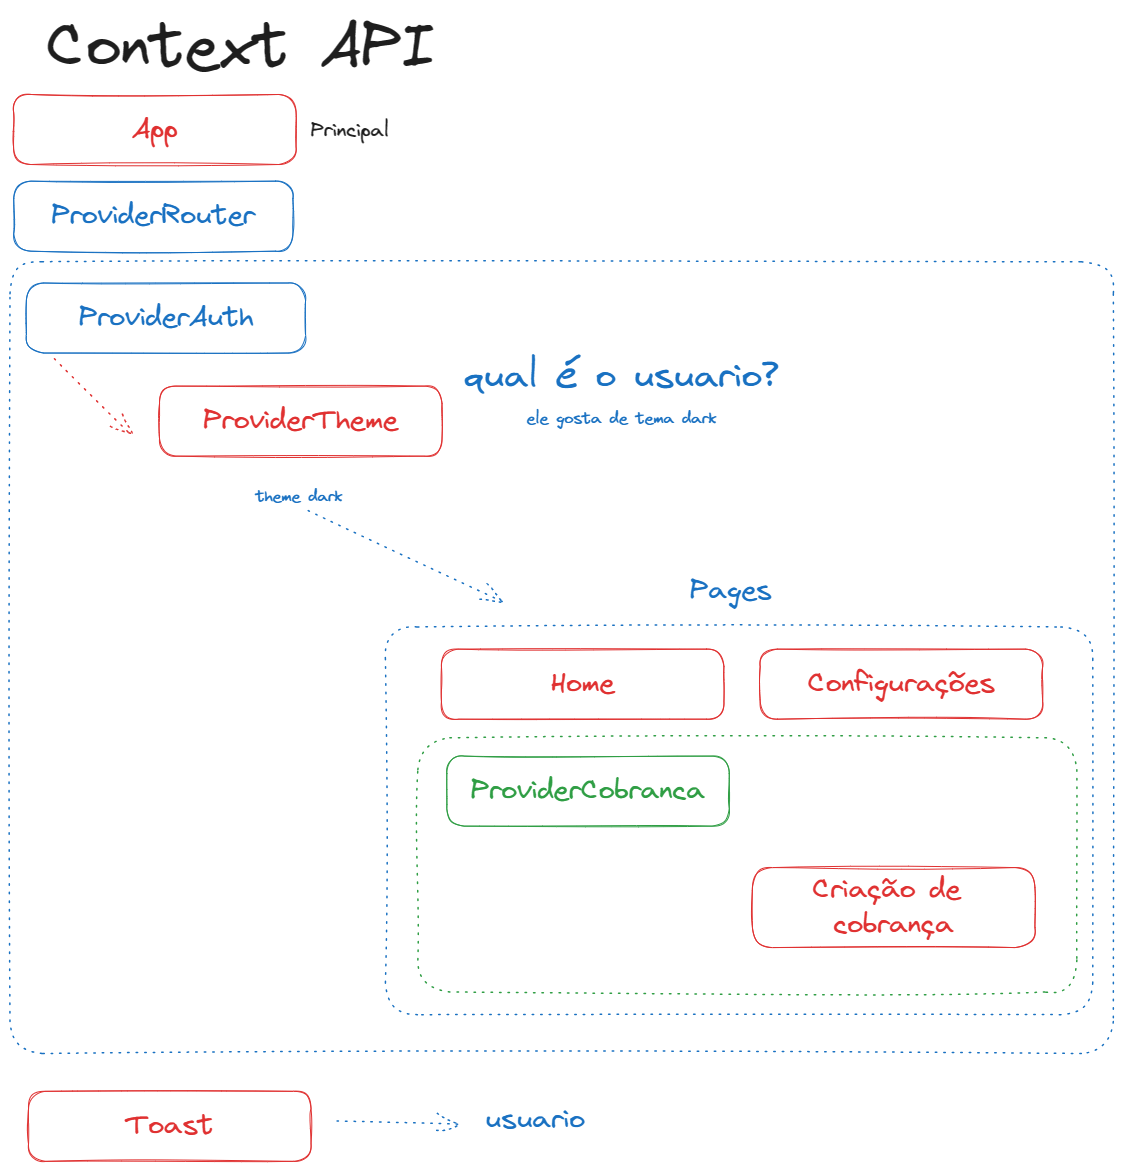 Context API
App
Principal
ProviderRouter
ProviderAuth
qual é o usuario?
ProviderTheme
ele gosta de tema dark
theme dark
Pages
Home
Configurações
ProviderCobranca
Criação de
cobrança
Toast
usuario